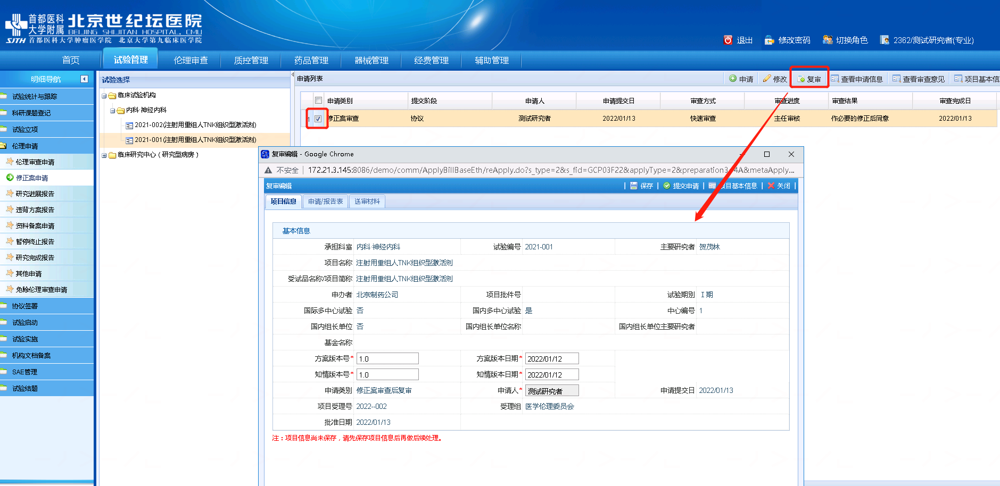 首都医科
大学附属
北京世纪坛医院
BEIJING SHIJITAN HOSPITAL, CMU
SJTH 首都医科大学肿瘤医学院 北京大学第九临床医学院
退出 修改密码 切换角色 2362/测试研究者(专业)
首页 试验管理 伦理审查 质控管理 药品管理 器械管理 经费管理 辅助管理
明细导航
试验统计与跟踪
科研课题登记
试验立项
伦理申请
伦理审查申请
修正案申请
研究进展报告
违背方案报告
资料备案申请
暂停终止报告
研究完成报告
其他申请
免除伦理审查申请
协议签署
试验启动
试验实施
机构文档备案
SAE管理
试验结题
试验选择
临床试验机构
内科·神经内科
2021-002(注射用重组人TNK组织型激活剂)
2021-001(注射用重组人TNK组织型激活剂)
临床研究中心 ( 研究型病房 )
申请列表 申请 修改 复审 查看申请信息 查看审查意见 项目基本信
申请类别 提交阶段 申请人 申请提交日 审查方式 审查进度 审查结果 审查完成日
1 修正案审查 协议 测试研究者 2022/01/13 快速审查 主任审核 作必要的修正后同意 2022/01/13
复审编辑 - Google Chrome
不安全 172.21.3.145:8086/demo/comm/ApplyBillBaseEth/reApply.do?s_type=2&s_fid=GCP03F22&applyType=2&preparation3 4A&metaApply...
复审编辑 保存 提交申请 项目基本信息 关闭
项目信息 申请/报告表 送审材料
基本信息
承担科室 内科·神经内科 试验编号 2021-001 主要研究者 贺茂林
项目名称 注射用重组人TNK组织型激活剂
受试品名称/项目简称 注射用重组人TNK组织型激活剂
申办者 北京制药公司 项目批件号 试验期别 I 期
国际多中心试验 否 国内多中心试验 是 中心编号 1
国内组长单位 否 国内组长单位名称 国内组长单位主要研究者
基金名称
方案版本号* 1.0 方案版本日期* 2022/01/12
知情版本号* 1.0 知情版本日期* 2022/01/12
申请类别 修正案审查后复审 申请人* 测试研究者 申请提交日 2022/01/13
项目受理号 2022--002 受理组 医学伦理委员会
批准日期 2022/01/13
注：项目信息尚未保存，请先保存项目信息后再做后续处理。